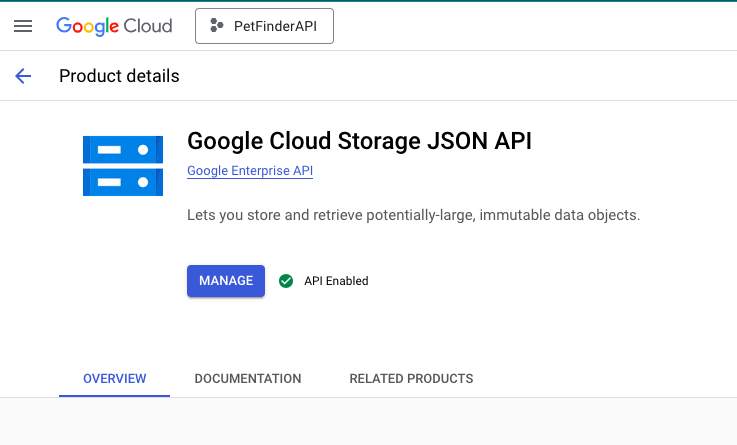 Google Cloud
PetFinderAPI
Product details
Google Cloud Storage JSON API
Google Enterprise API
Lets you store and retrieve potentially-large, immutable data objects.
MANAGE
API Enabled
OVERVIEW
DOCUMENTATION
RELATED PRODUCTS